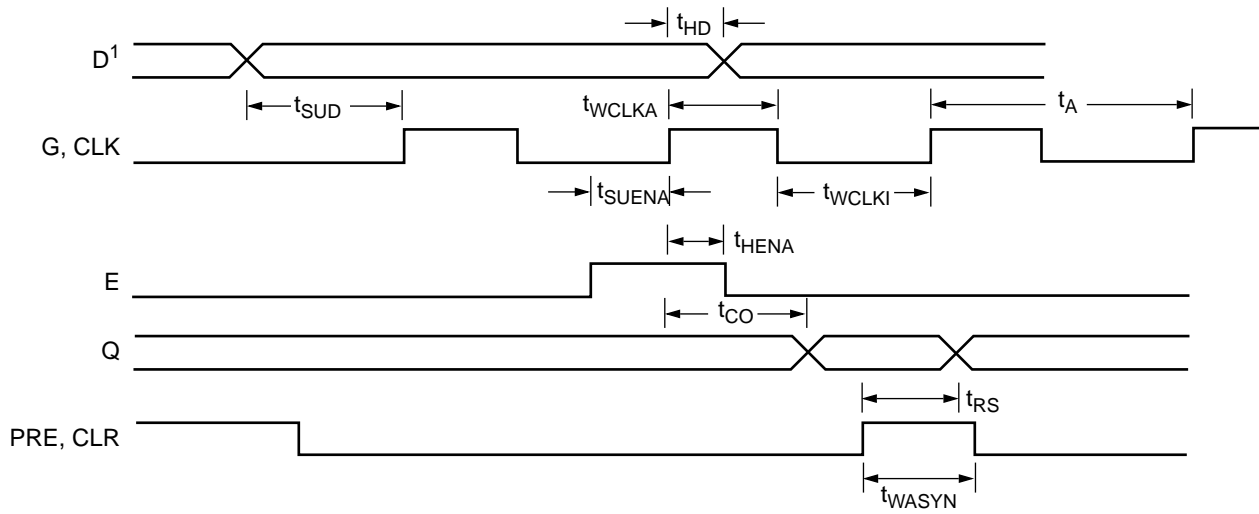 tHD
D1
tSUD
tWCLKA
tA
G, CLK
tSUENA
tWCLKI
tHENA
E
tCO
Q
tRS
PRE, CLR
tWASYN